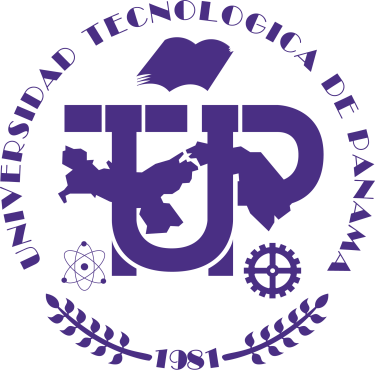 UNIVERSIDAD TECNOLOGICA DE PANAMA
UTP
1981